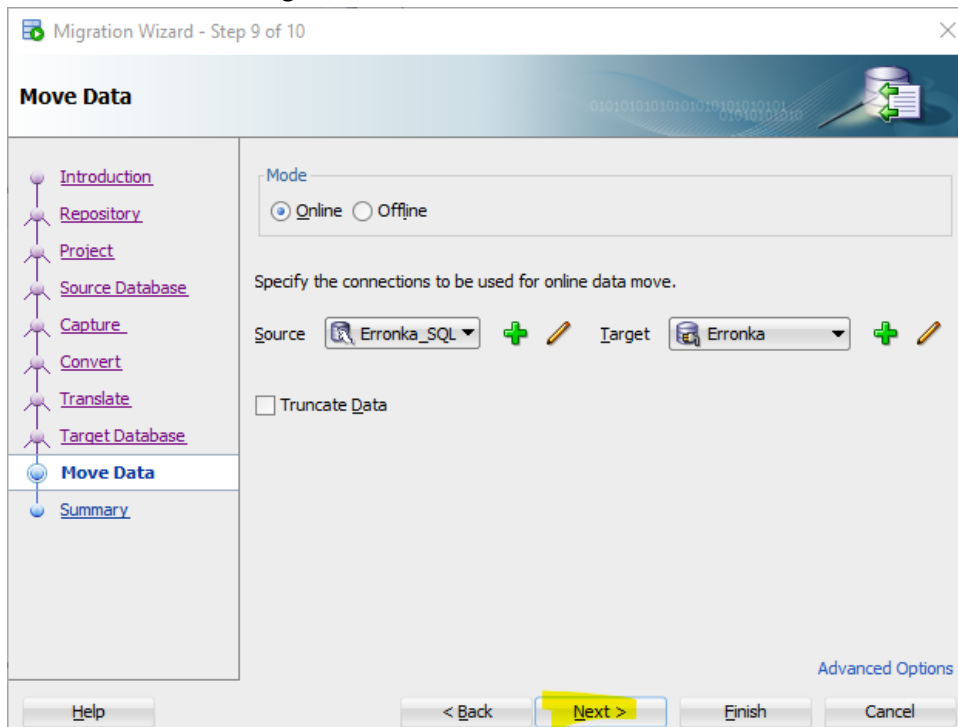 Migration Wizard - Step 9 of 10
Move Data
0101010101010101010101010101
01010101010
Introduction
Repository
Project
Source Database
Capture
Convert
Translate
Target Database
Move Data
Summary
Mode
Online Offline
Specify the connections to be used for online data move.
Source Erronka_SQL Target Erronka
Truncate Data
Advanced Options
Help < Back Next > Finish Cancel